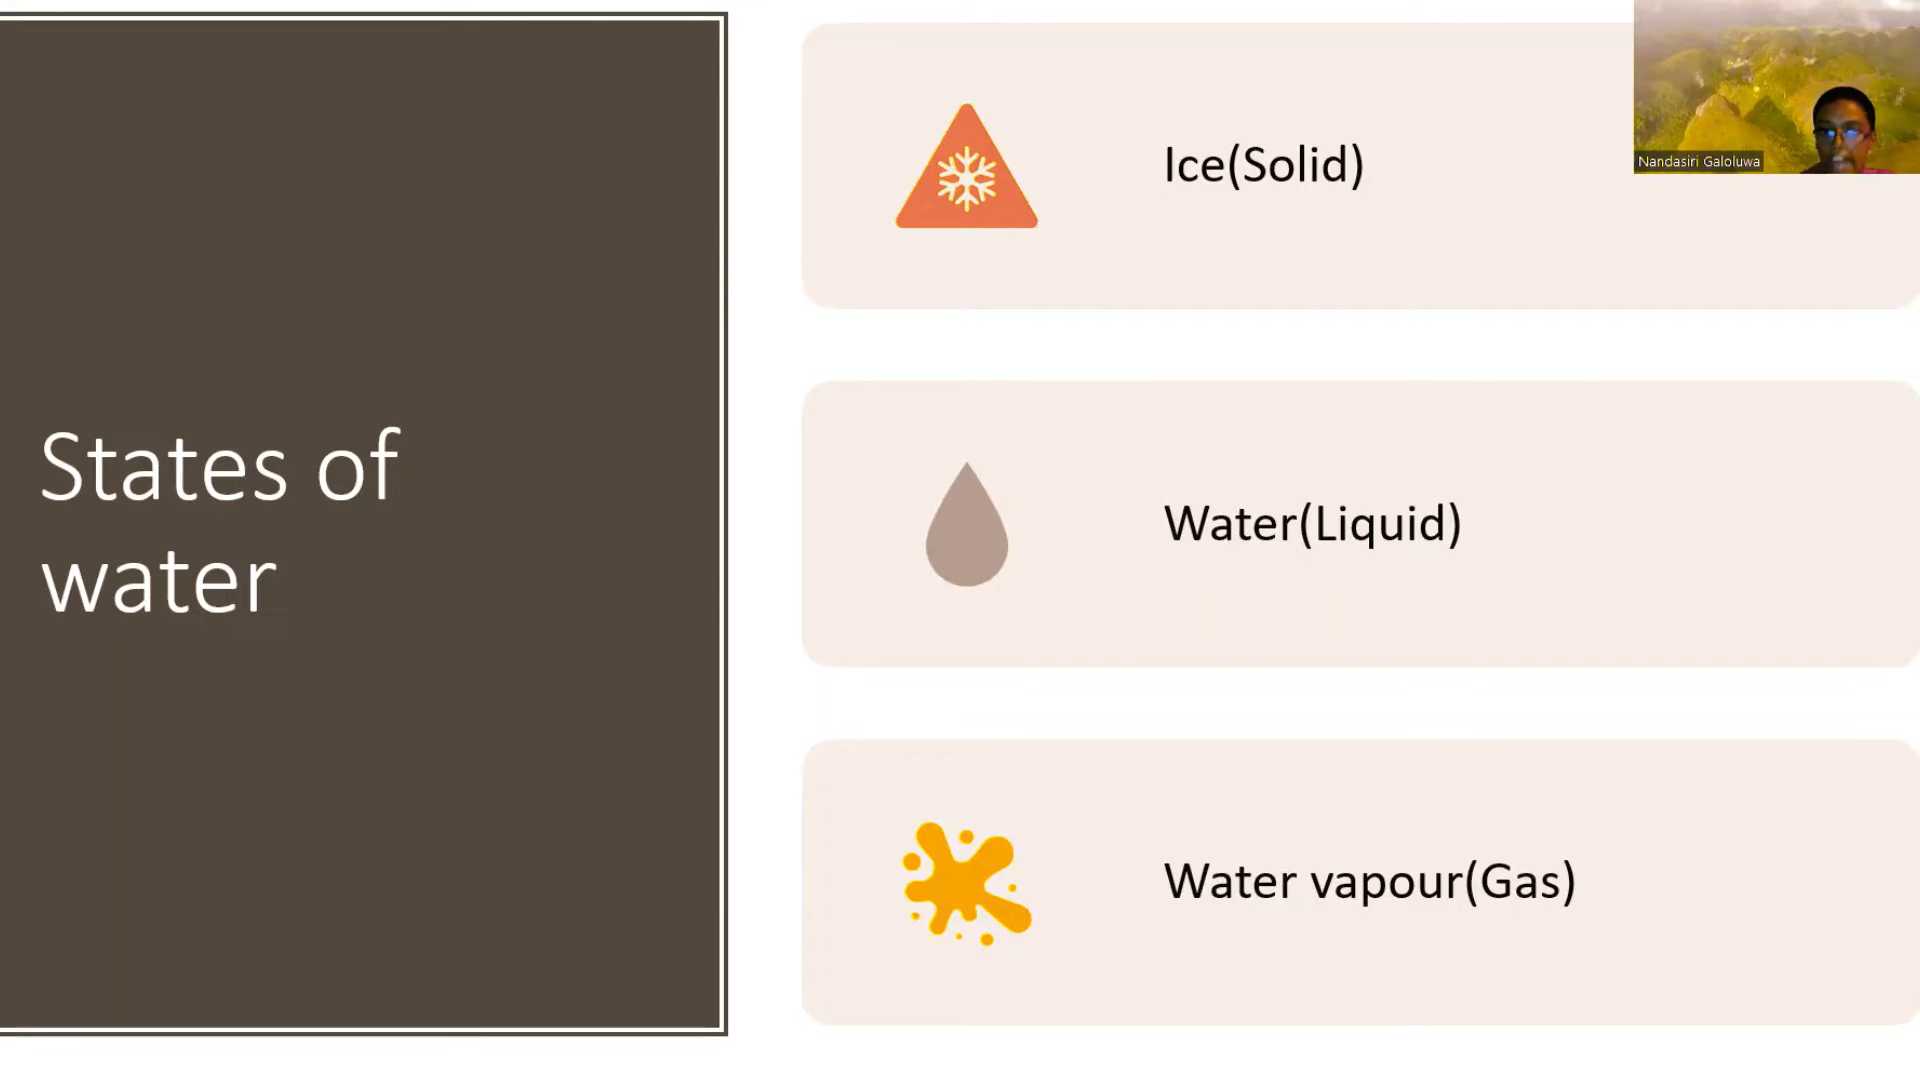 States of
water
Ice(Solid)
Water(Liquid)
Water vapour(Gas)
Nandasiri Galoluwa